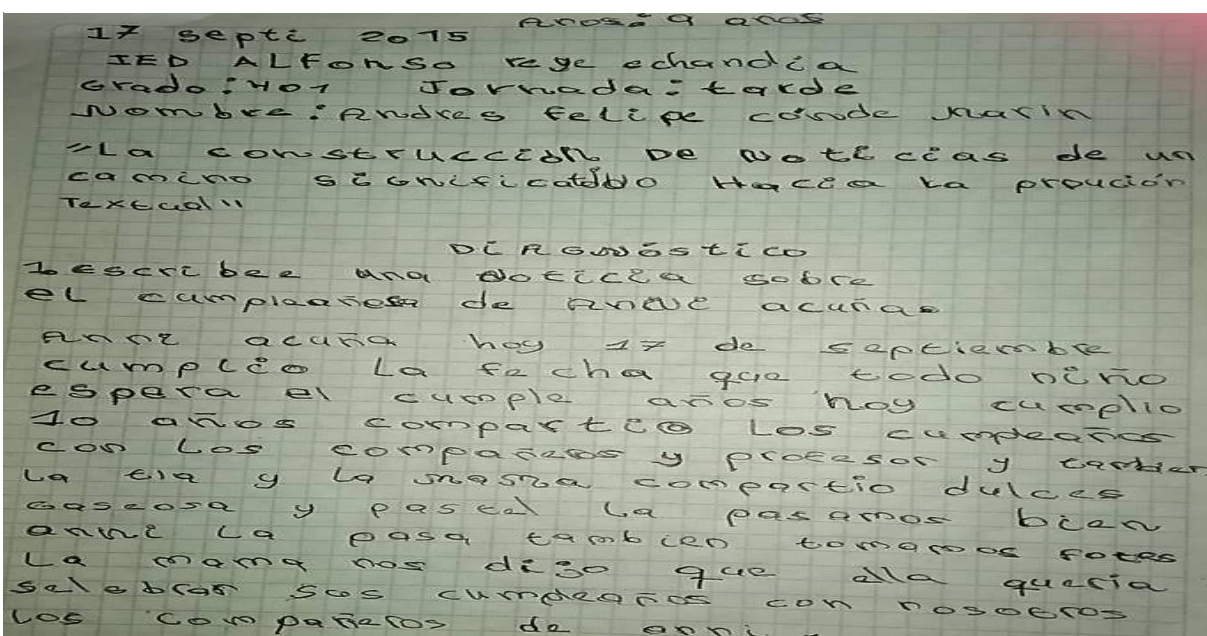 Años: 9 años
17 septi 2015
IED ALFonso reye echandia
Grado: 401 Jornada: tarde
Nombre: Andres Felipe conde Marin
"La construcción De Noticias de un
camino significativo Hacia La proución
Textual"
DiAGNóstico
1 escribee una Noticia sobre
el cumpleaños de Anni acuñas
Anni acuña hoy 17 de septiembre
cumplio La fecha que todo niño
espera el cumple años hoy cumplio
10 años compartio Los cumpleaños
con Los compañeros y profesor y tambien
La tia y La mama compartio dulces
gaseosa y pastel La pasamos bien
anni La pasa tambien tomamos fotos
La mama nos dijo que ella queria
selebrar sus cumpleaños con nosotros
Los compañeros de anni.